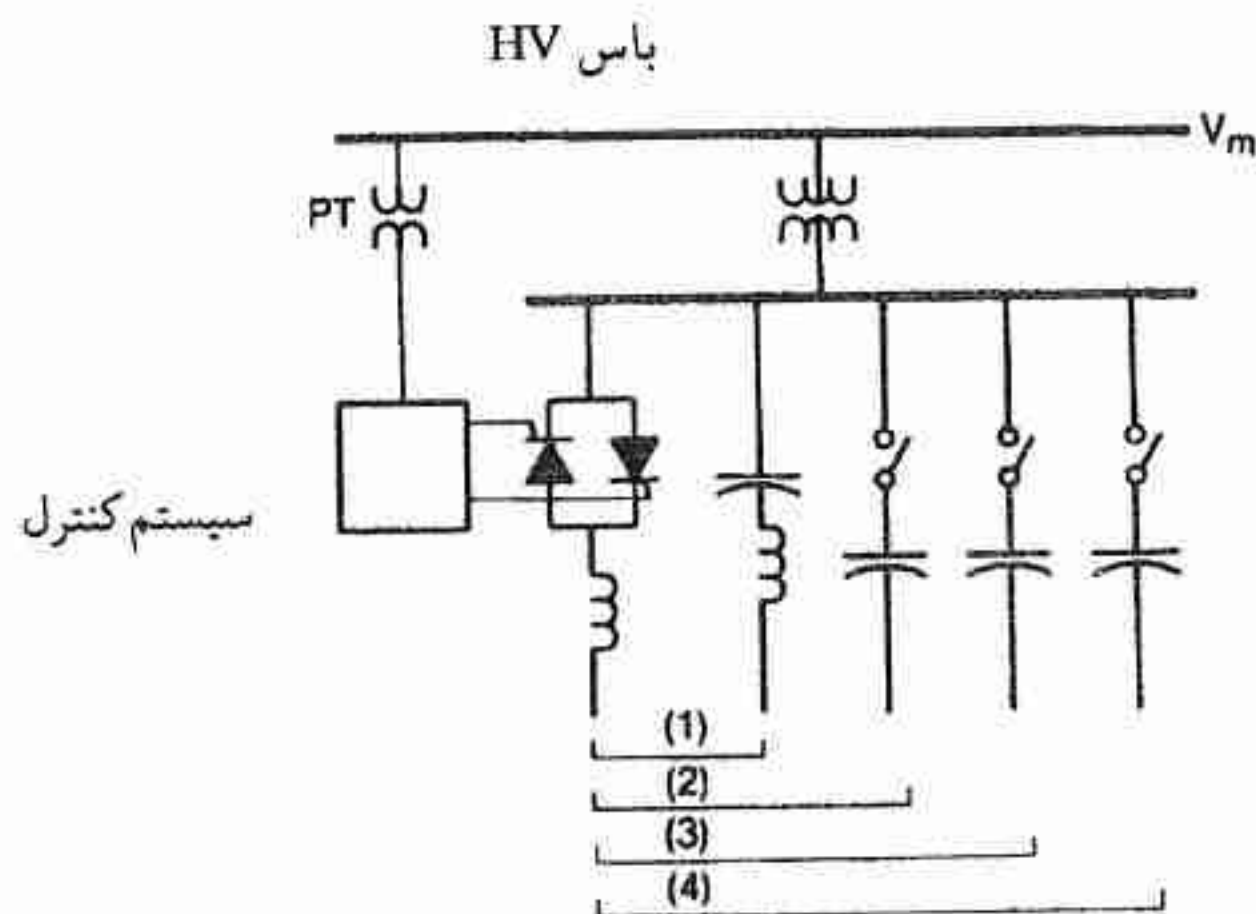 باس HV
V_m
PT
سیستم کنترل
(1)
(2)
(3)
(4)